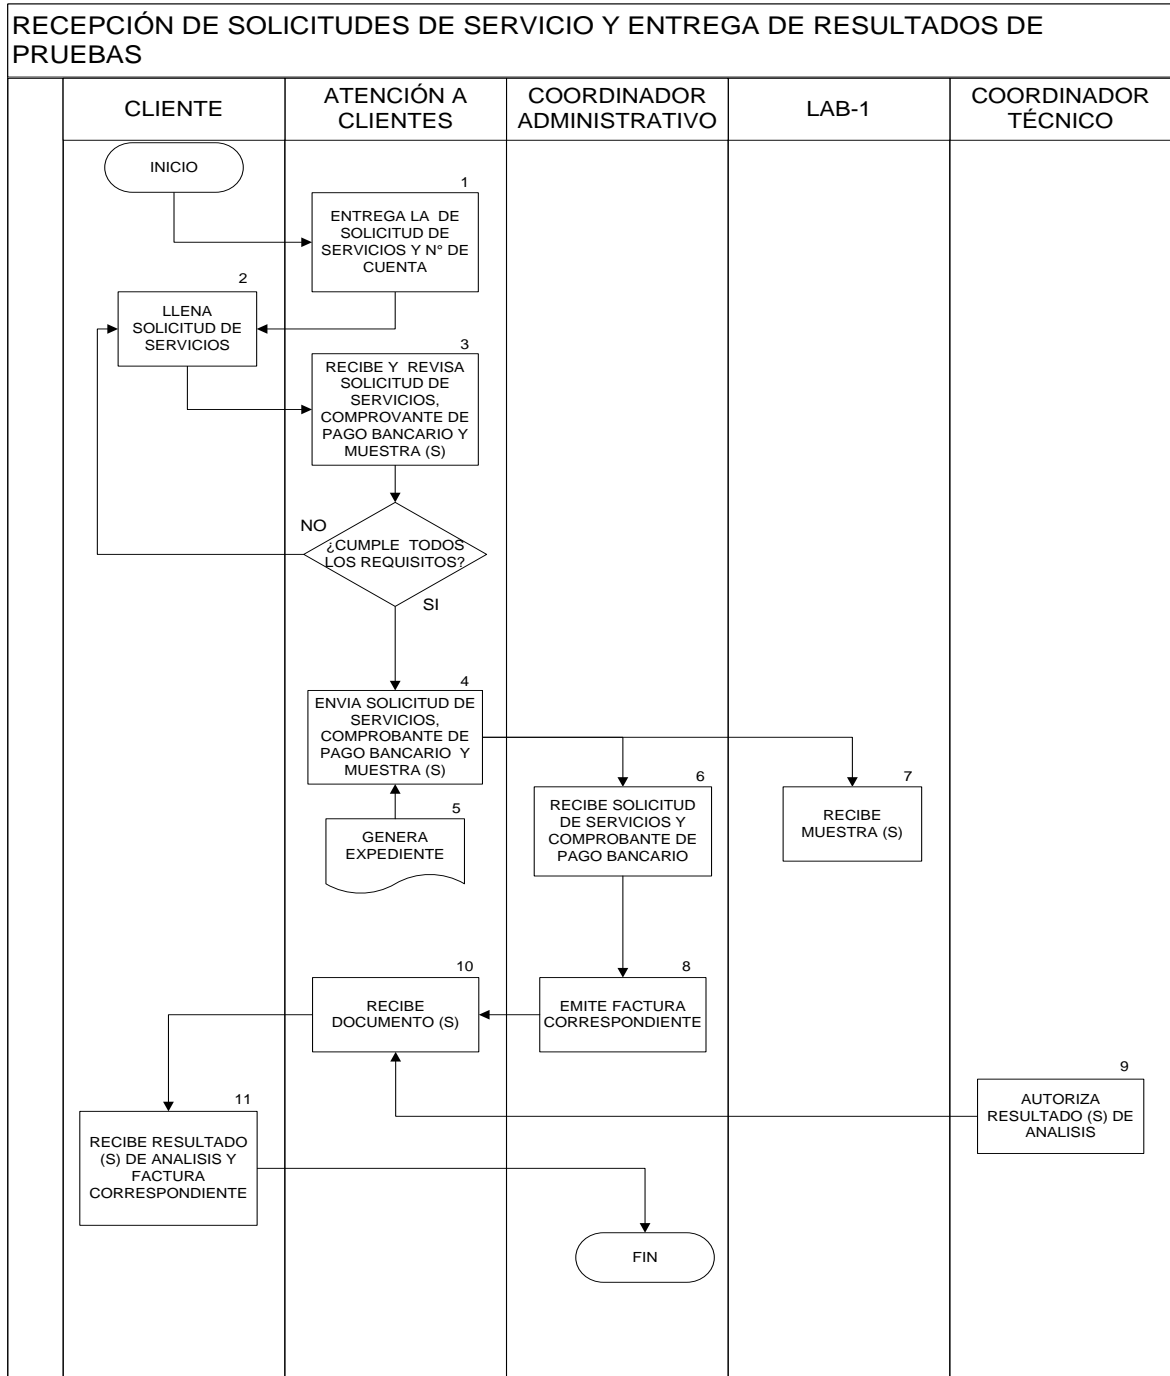 RECEPCIÓN DE SOLICITUDES DE SERVICIO Y ENTREGA DE RESULTADOS DE
PRUEBAS
CLIENTE
ATENCIÓN A
CLIENTES
COORDINADOR
ADMINISTRATIVO
LAB-1
COORDINADOR
TÉCNICO
INICIO
1
ENTREGA LA DE
SOLICITUD DE
SERVICIOS Y N° DE
CUENTA
2
LLENA
SOLICITUD DE
SERVICIOS
3
RECIBE Y REVISA
SOLICITUD DE
SERVICIOS,
COMPROVANTE DE
PAGO BANCARIO Y
MUESTRA (S)
NO
¿CUMPLE TODOS
LOS REQUISITOS?
SI
4
ENVIA SOLICITUD DE
SERVICIOS,
COMPROBANTE DE
PAGO BANCARIO Y
MUESTRA (S)
5
GENERA
EXPEDIENTE
6
RECIBE SOLICITUD
DE SERVICIOS Y
COMPROBANTE DE
PAGO BANCARIO
7
RECIBE
MUESTRA (S)
8
EMITE FACTURA
CORRESPONDIENTE
10
RECIBE
DOCUMENTO (S)
9
AUTORIZA
RESULTADO (S) DE
ANALISIS
11
RECIBE RESULTADO
(S) DE ANALISIS Y
FACTURA
CORRESPONDIENTE
FIN